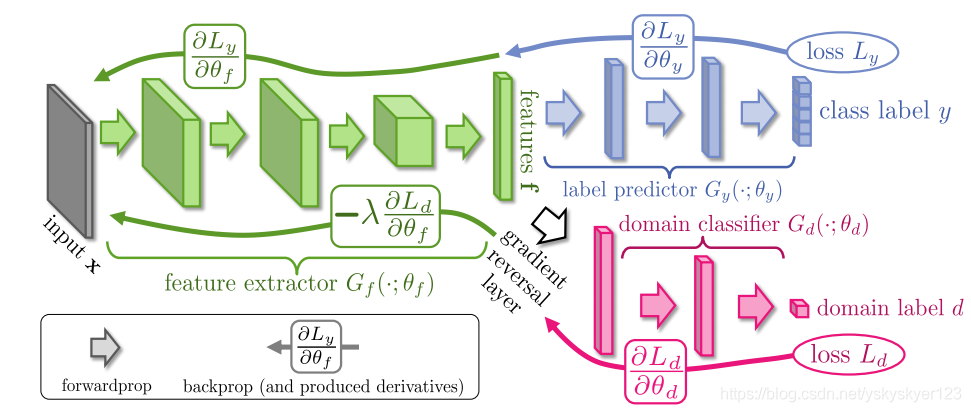 ∂L_y/∂θ_f
∂L_y/∂θ_y
loss L_y
features f
class label y
label predictor G_y(·;θ_y)
input x
−λ ∂L_d/∂θ_f
feature extractor G_f(·;θ_f)
gradient
reversal
layer
domain classifier G_d(·;θ_d)
domain label d
∂L_d/∂θ_d
loss L_d
forwardprop
∂L_y/∂θ_f
backprop (and produced derivatives)
https://blog.csdn.net/yskyskyer123